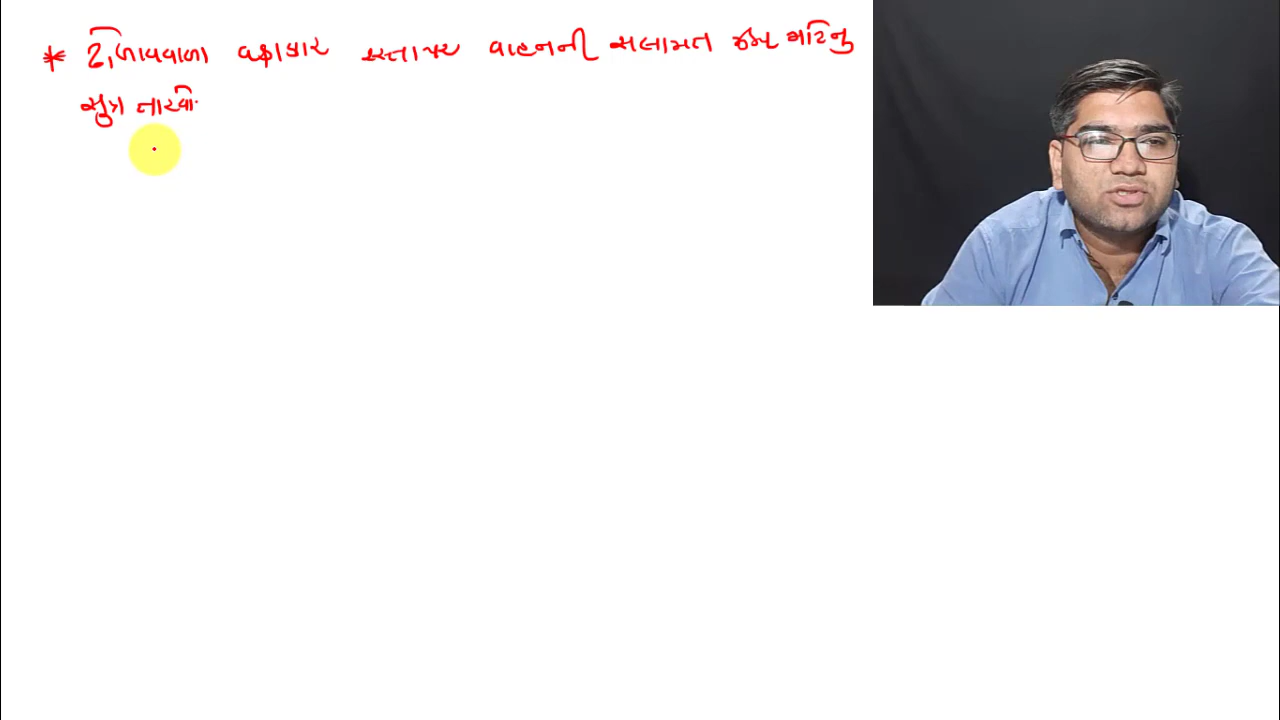 * ઢોળાવવાળા વક્રાકાર રસ્તા પર વાહનની સલામત ઝડપ માટેનુ
સુત્ર તારવો.